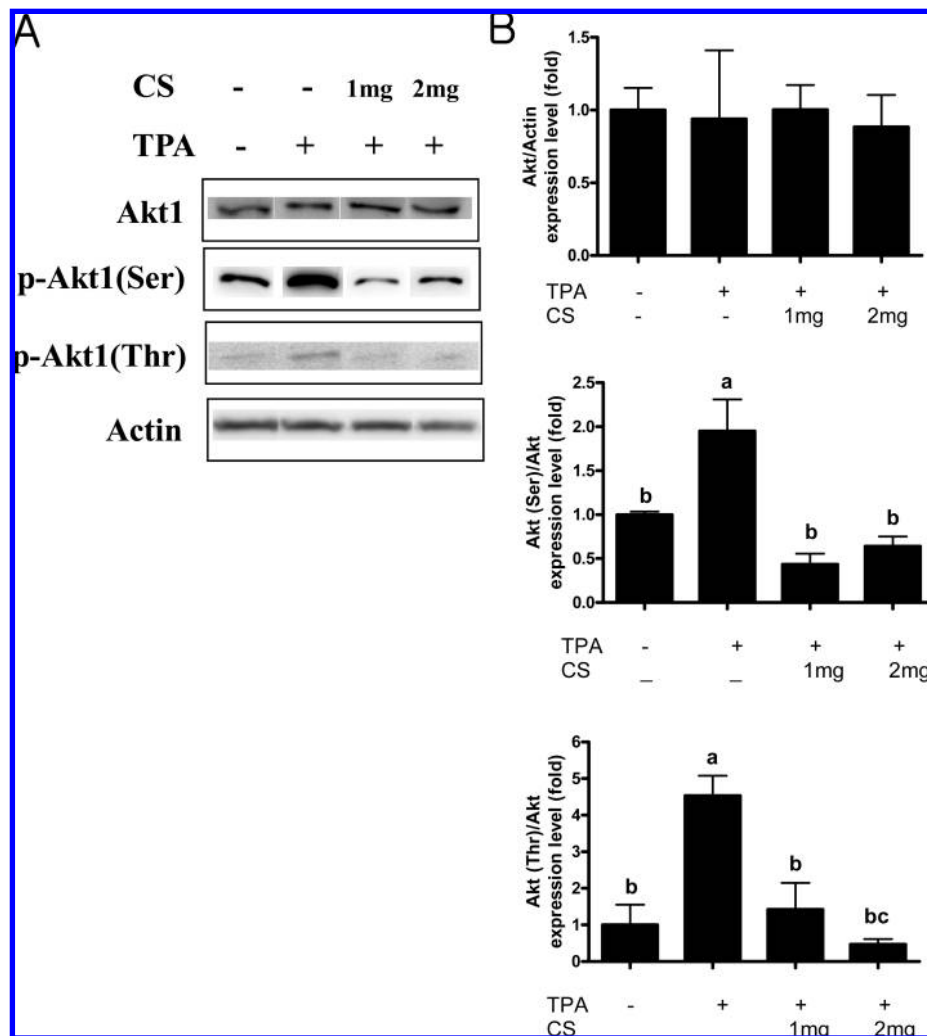 A
CS - - 1mg 2mg
TPA - + + +
Akt1
p-Akt1(Ser)
p-Akt1(Thr)
Actin
B
Akt/Actin
expression level (fold)
1.5
1.0
0.5
0.0
TPA - + + +
CS - - 1mg 2mg
Akt (Ser)/Akt
expression level (fold)
2.5
2.0
1.5
1.0
0.5
0.0
b a b b
TPA - + + +
CS _ _ 1mg 2mg
Akt (Thr)/Akt
expression level (fold)
6
5
4
3
2
1
0
b a b bc
TPA - + + +
CS 1mg 2mg